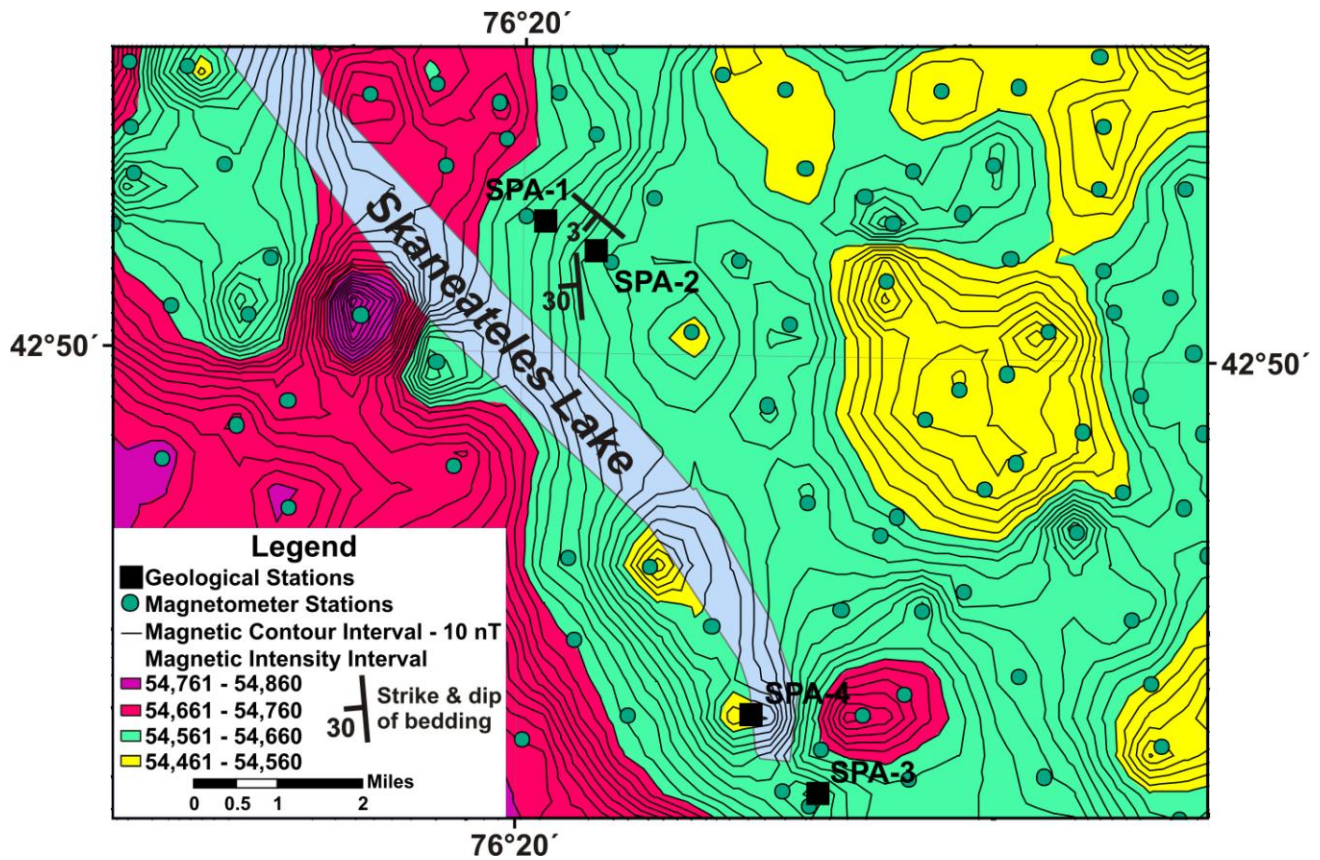 76°20´
SPA-1
3
SPA-2
30
Skaneateles Lake
42°50´
42°50´
Legend
Geological Stations
Magnetometer Stations
Magnetic Contour Interval - 10 nT
Magnetic Intensity Interval
54,761 - 54,860
54,661 - 54,760
54,561 - 54,660
54,461 - 54,560
30
Strike & dip
of bedding
Miles
0 0.5 1 2
SPA-4
SPA-3
76°20´